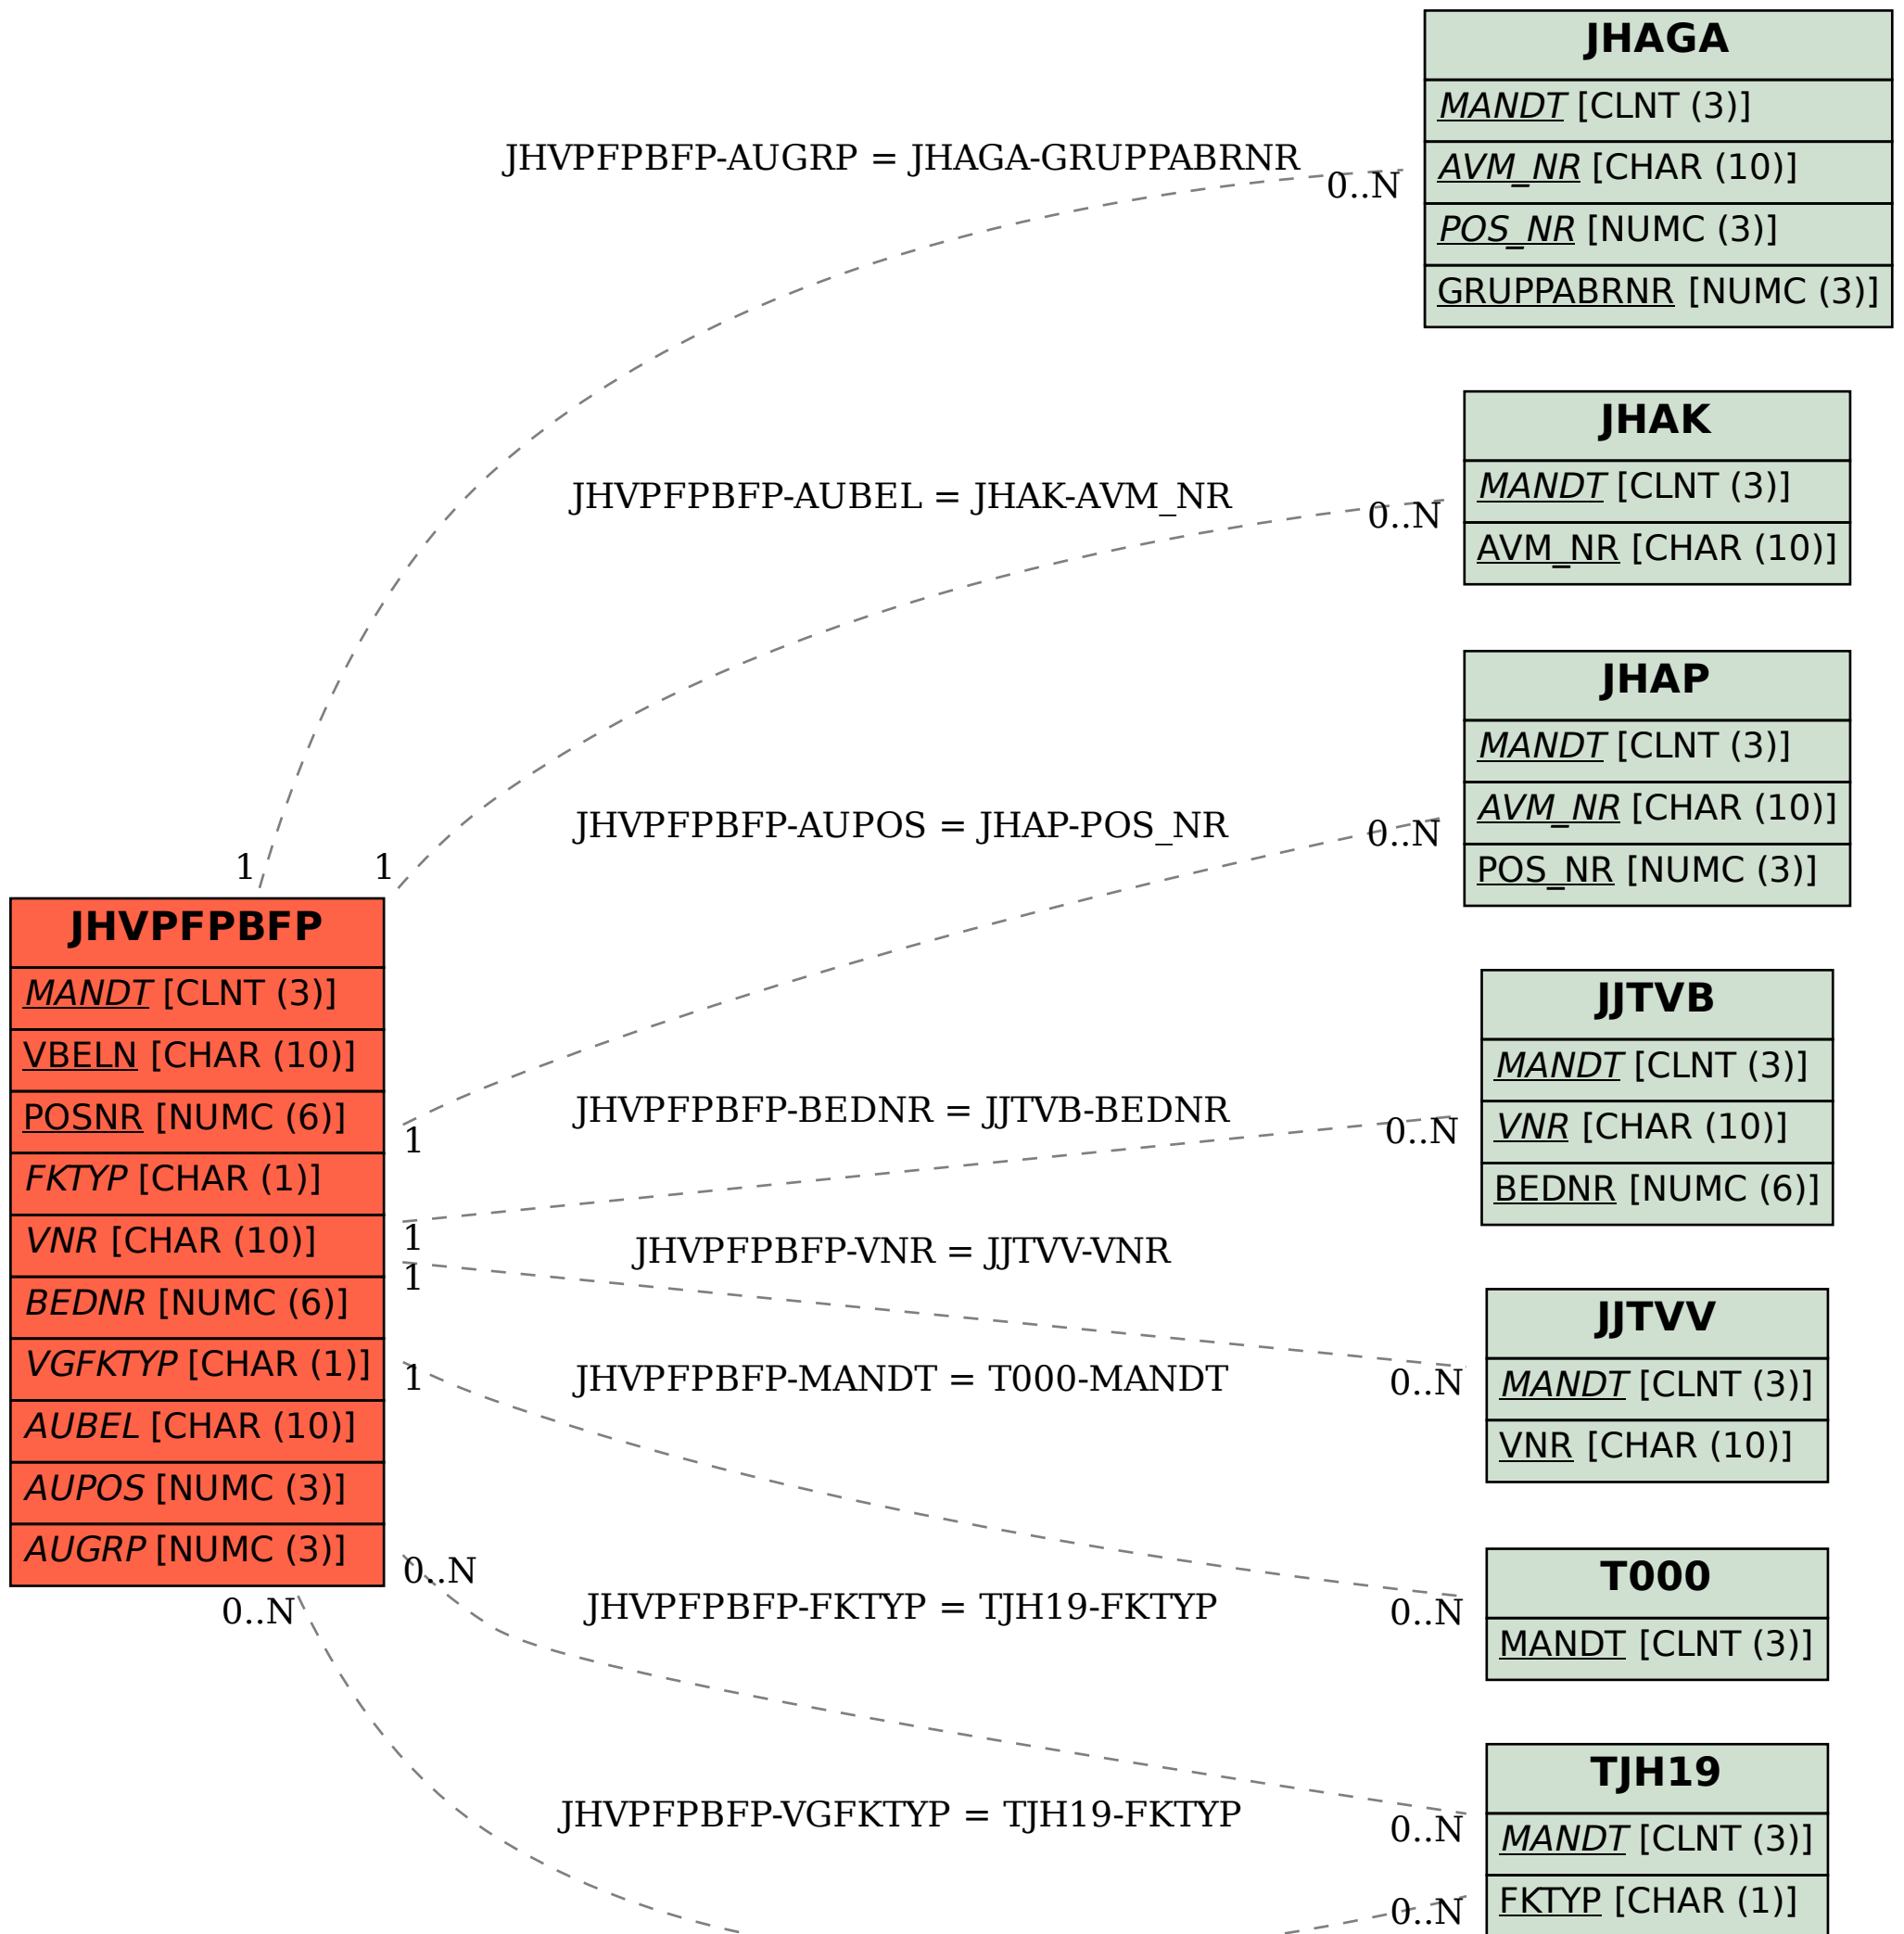 JHAGA
MANDT [CLNT (3)]
AVM_NR [CHAR (10)]
POS_NR [NUMC (3)]
GRUPPABRNR [NUMC (3)]
JHVPFPBFP-AUGRP = JHAGA-GRUPPABRNR
0..N
1
JHAK
MANDT [CLNT (3)]
AVM_NR [CHAR (10)]
JHVPFPBFP-AUBEL = JHAK-AVM_NR
0..N
1
JHAP
MANDT [CLNT (3)]
AVM_NR [CHAR (10)]
POS_NR [NUMC (3)]
JHVPFPBFP-AUPOS = JHAP-POS_NR
0..N
1
JHVPFPBFP
MANDT [CLNT (3)]
VBELN [CHAR (10)]
POSNR [NUMC (6)]
FKTYP [CHAR (1)]
VNR [CHAR (10)]
BEDNR [NUMC (6)]
VGFKTYP [CHAR (1)]
AUBEL [CHAR (10)]
AUPOS [NUMC (3)]
AUGRP [NUMC (3)]
JJTVB
MANDT [CLNT (3)]
VNR [CHAR (10)]
BEDNR [NUMC (6)]
JHVPFPBFP-BEDNR = JJTVB-BEDNR
0..N
1
JHVPFPBFP-VNR = JJTVV-VNR
1
0..N
JJTVV
MANDT [CLNT (3)]
VNR [CHAR (10)]
JHVPFPBFP-MANDT = T000-MANDT
1
0..N
T000
MANDT [CLNT (3)]
JHVPFPBFP-FKTYP = TJH19-FKTYP
0..N
0..N
TJH19
MANDT [CLNT (3)]
FKTYP [CHAR (1)]
JHVPFPBFP-VGFKTYP = TJH19-FKTYP
0..N
0..N